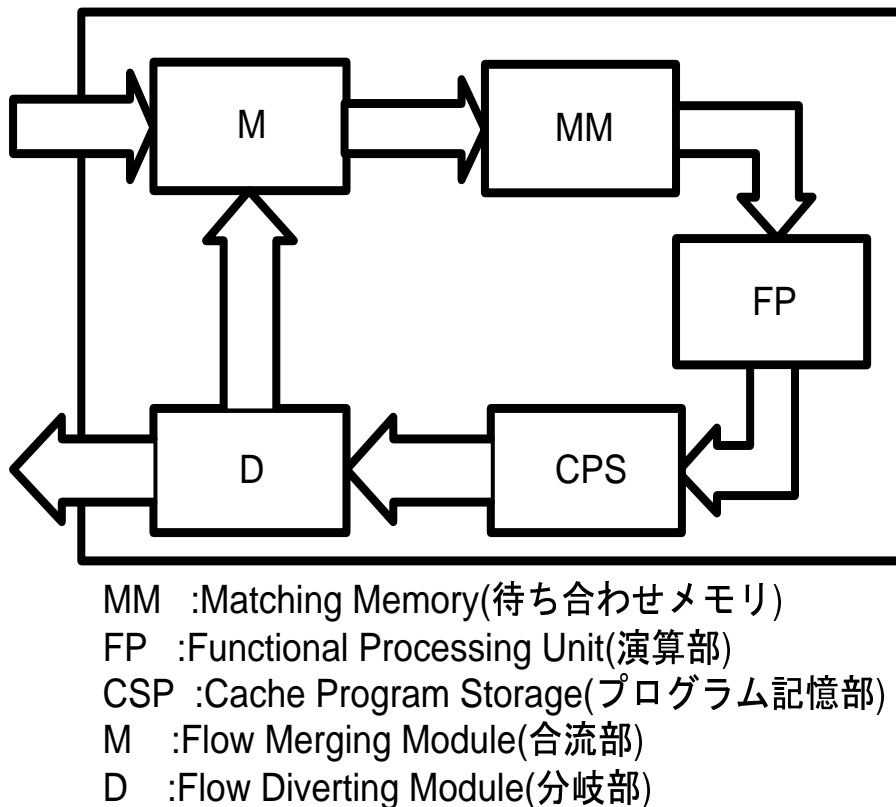 M
MM
FP
D
CPS
MM :Matching Memory(待ち合わせメモリ)
FP :Functional Processing Unit(演算部)
CSP :Cache Program Storage(プログラム記憶部)
M :Flow Merging Module(合流部)
D :Flow Diverting Module(分岐部)